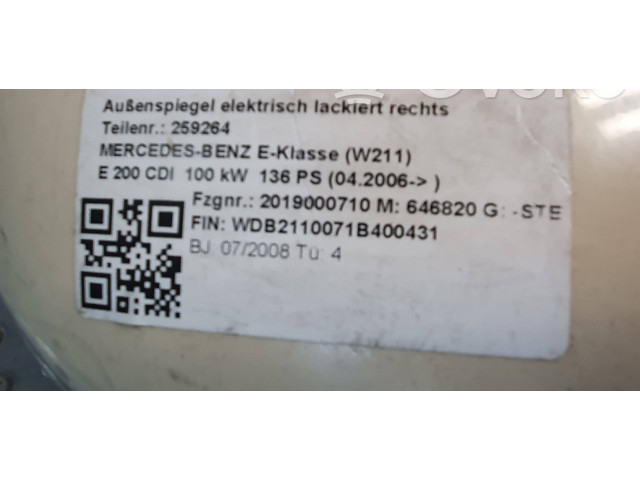 Außenspiegel elektrisch lackiert rechts
Teilenr.: 259264
MERCEDES-BENZ E-Klasse (W211)
E 200 CDI 100 kW 136 PS (04.2006-> )
Fzgnr.: 2019000710 M: 646820 G: -STE
FIN: WDB2110071B400431
BJ: 07/2008 Tü: 4